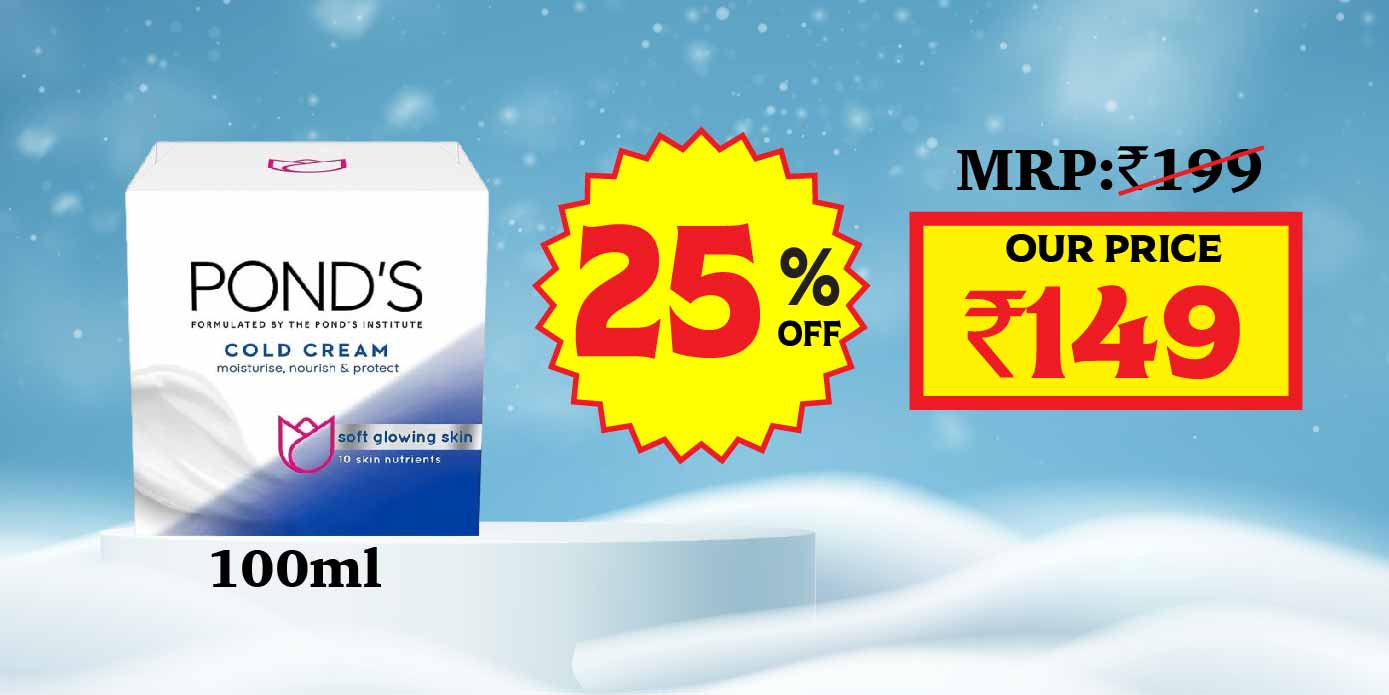 POND'S
FORMULATED BY THE POND'S INSTITUTE
COLD CREAM
moisturise, nourish & protect
soft glowing skin
10 skin nutrients
100ml
25%
OFF
MRP:₹199
OUR PRICE
₹149